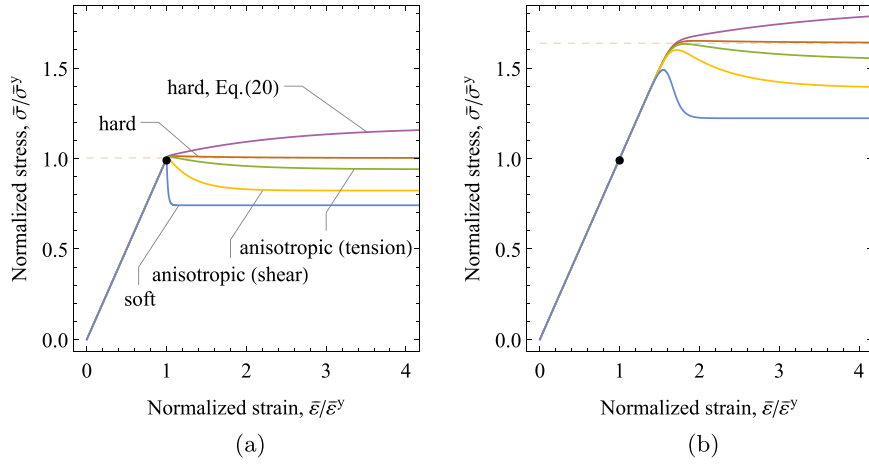 Normalized stress, σ̄/σ̄ʸ
1.5
1.0
0.5
0.0
hard, Eq.(20)
hard
anisotropic (tension)
anisotropic (shear)
soft
0 1 2 3 4
Normalized strain, ε̄/ε̄ʸ
(a)
Normalized stress, σ̄/σ̄ʸ
1.5
1.0
0.5
0.0
0 1 2 3 4
Normalized strain, ε̄/ε̄ʸ
(b)